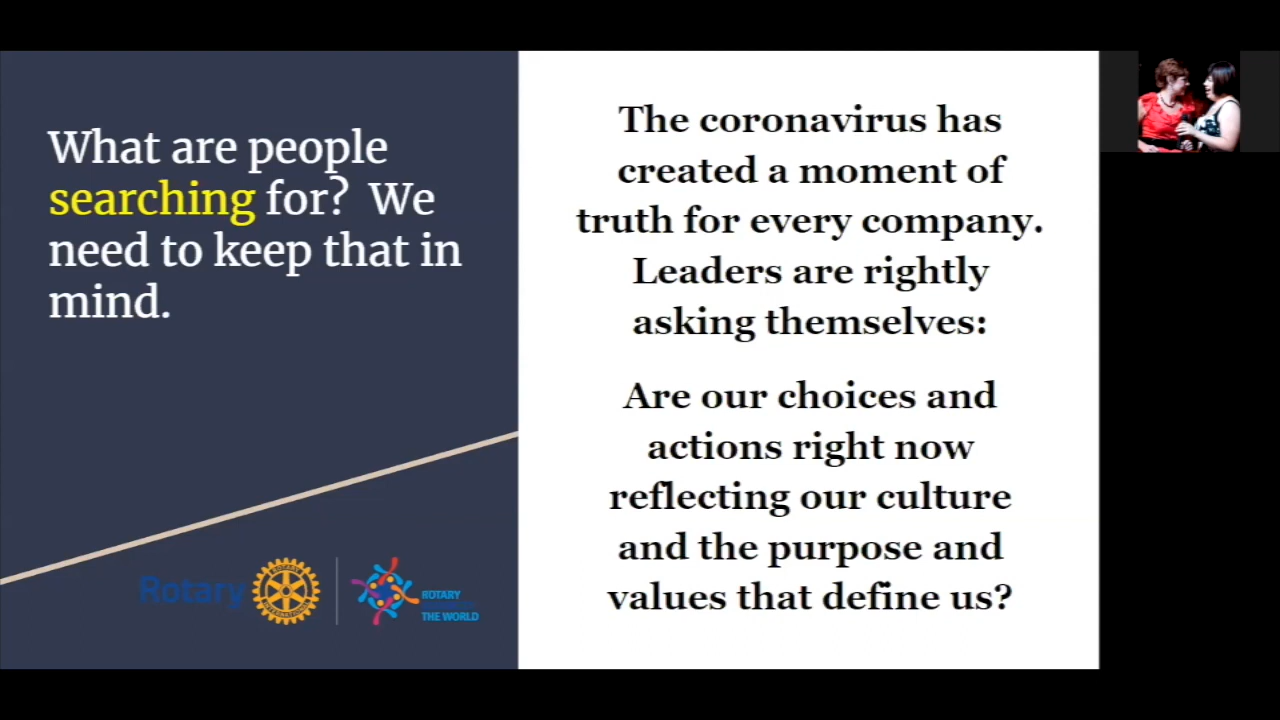 What are people
searching for? We
need to keep that in
mind.
The coronavirus has
created a moment of
truth for every company.
Leaders are rightly
asking themselves:
Are our choices and
actions right now
reflecting our culture
and the purpose and
values that define us?
Rotary
ROTARY
INTERNATIONAL
ROTARY
THE WORLD